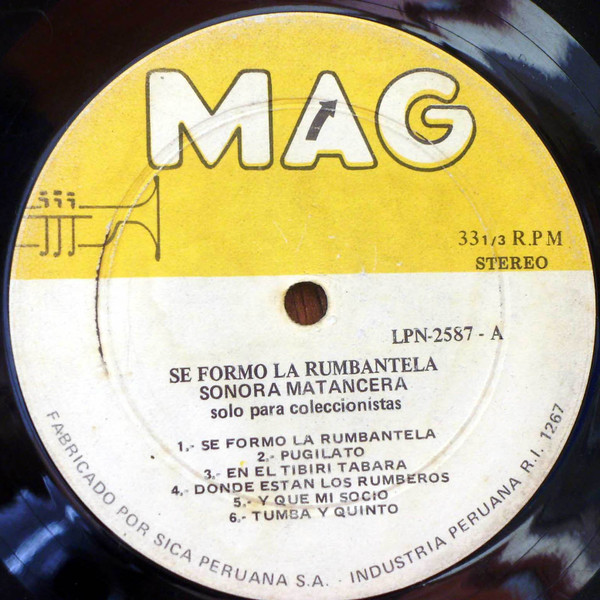 MAG
33 1/3 R.P M
STEREO
LPN-2587 - A
SE FORMO LA RUMBANTELA
SONORA MATANCERA
solo para coleccionistas
1.- SE FORMO LA RUMBANTELA
2.- PUGILATO
3.- EN EL TIBIRI TABARA
4.- DONDE ESTAN LOS RUMBEROS
5.- Y QUE MI SOCIO
6.- TUMBA Y QUINTO
FABRICADO POR SICA PERUANA S.A. · INDUSTRIA PERUANA R.I. 1267